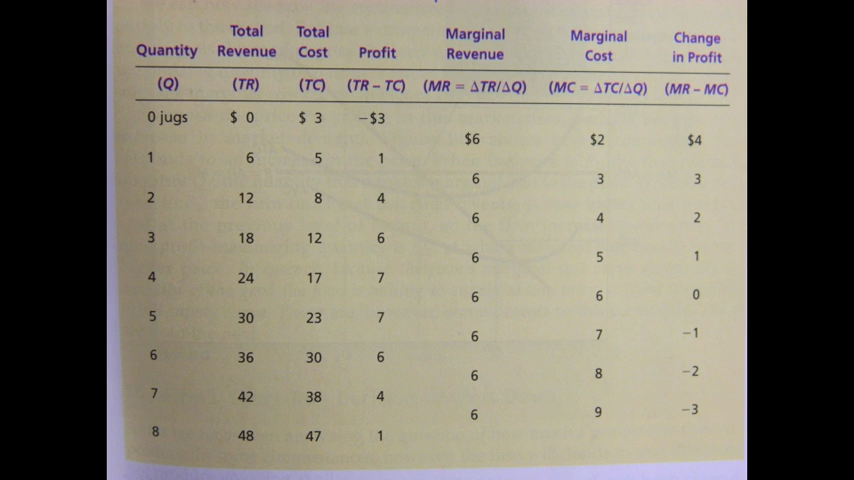 Total Total Marginal Marginal Change
Quantity Revenue Cost Profit Revenue Cost in Profit
(Q) (TR) (TC) (TR – TC) (MR = ΔTR/ΔQ) (MC = ΔTC/ΔQ) (MR – MC)
0 jugs $ 0 $ 3 –$3
$6 $2 $4
1 6 5 1
6 3 3
2 12 8 4
6 4 2
3 18 12 6
6 5 1
4 24 17 7
6 6 0
5 30 23 7
6 7 –1
6 36 30 6
6 8 –2
7 42 38 4
6 9 –3
8 48 47 1